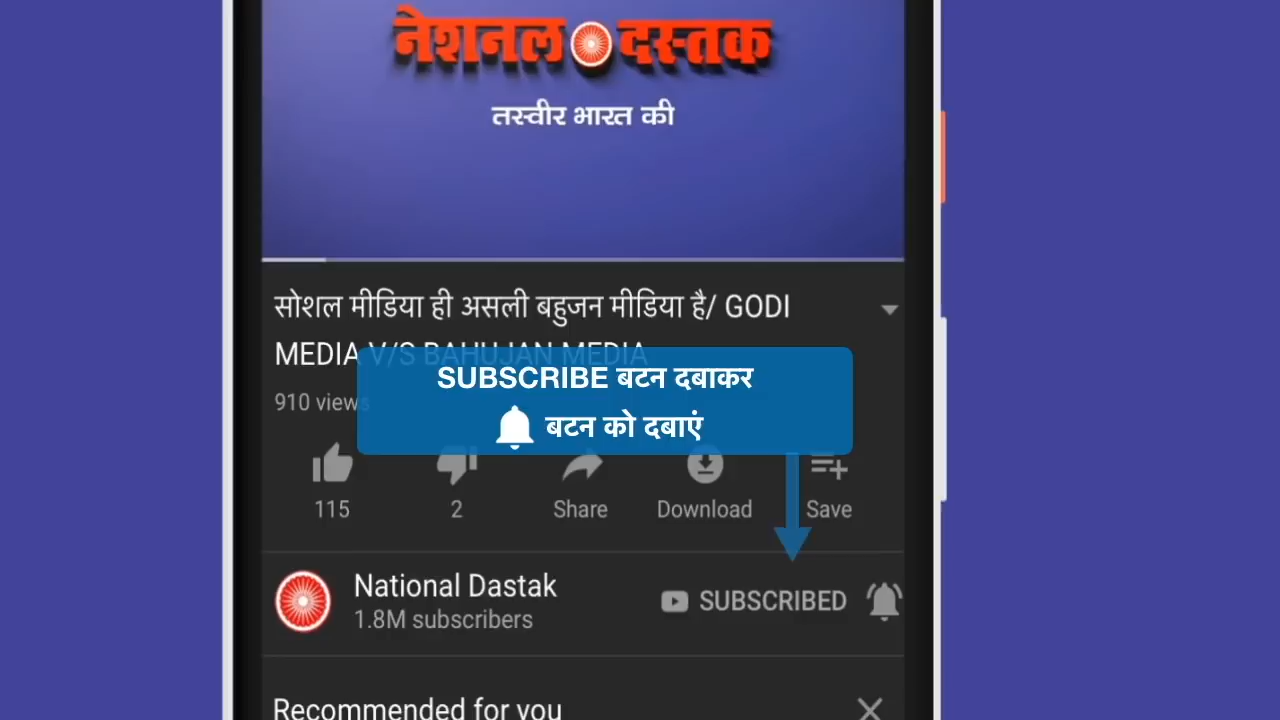 नेशनल दस्तक
तस्वीर भारत की
सोशल मीडिया ही असली बहुजन मीडिया है/ GODI
MEDIA V/S BAHUJAN MEDIA
910 views
SUBSCRIBE बटन दबाकर
बटन को दबाएं
115
2
Share
Download
Save
National Dastak
1.8M subscribers
SUBSCRIBED
Recommended for you